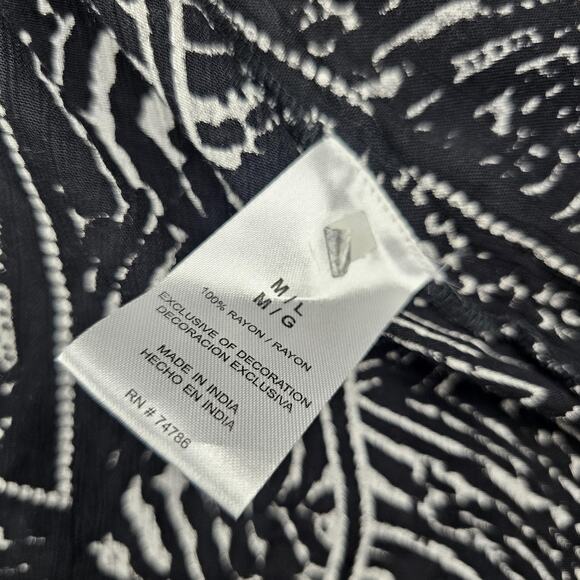 M/L
M/G
100% RAYON / RAYON
EXCLUSIVE OF DECORATION
DECORACION EXCLUSIVA
MADE IN INDIA
HECHO EN INDIA
RN # 74786